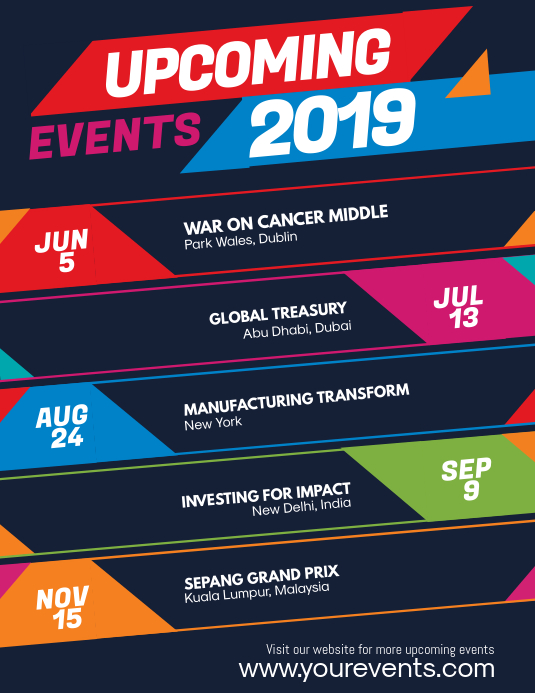 UPCOMING
EVENTS 2019
JUN
5
WAR ON CANCER MIDDLE
Park Wales, Dublin
GLOBAL TREASURY
Abu Dhabi, Dubai
JUL
13
AUG
24
MANUFACTURING TRANSFORM
New York
INVESTING FOR IMPACT
New Delhi, India
SEP
9
NOV
15
SEPANG GRAND PRIX
Kuala Lumpur, Malaysia
Visit our website for more upcoming events
www.yourevents.com